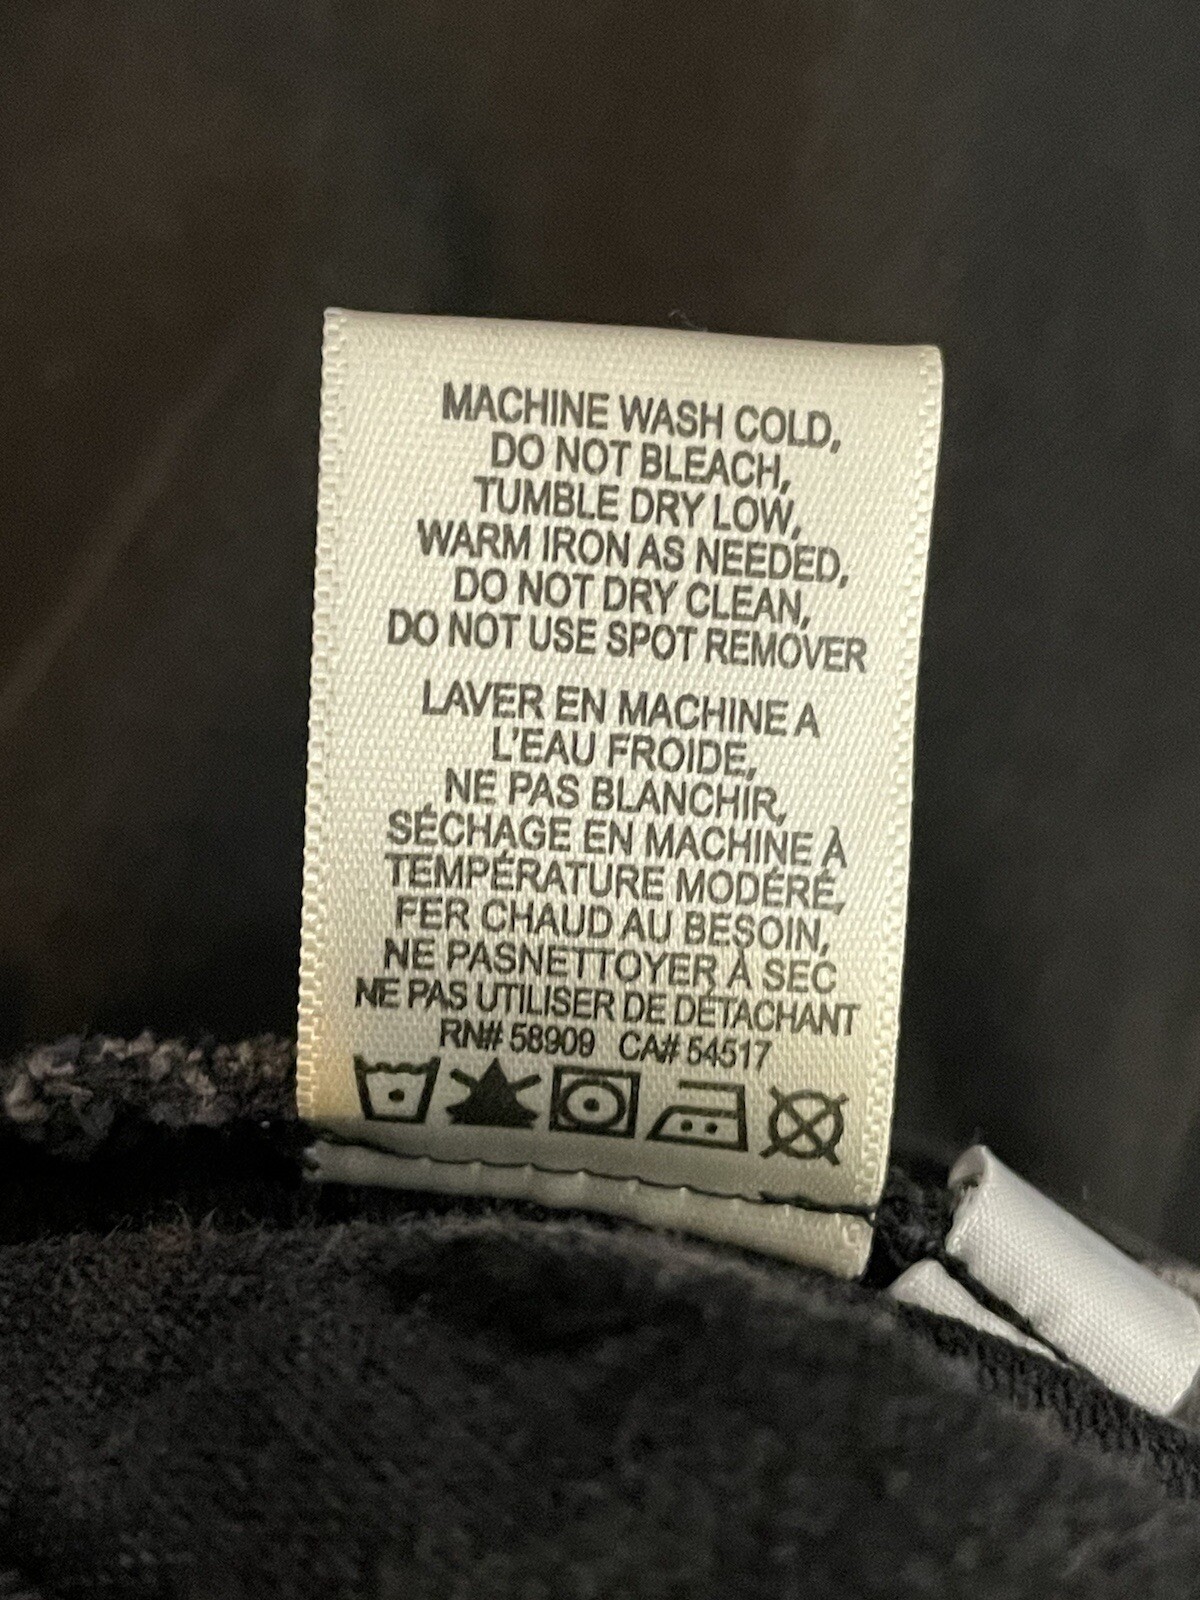 MACHINE WASH COLD,
DO NOT BLEACH,
TUMBLE DRY LOW,
WARM IRON AS NEEDED,
DO NOT DRY CLEAN,
DO NOT USE SPOT REMOVER
LAVER EN MACHINE A
L'EAU FROIDE,
NE PAS BLANCHIR,
SÉCHAGE EN MACHINE À
TEMPÉRATURE MODÉRÉ,
FER CHAUD AU BESOIN,
NE PASNETTOYER À SEC
NE PAS UTILISER DE DÉTACHANT
RN# 58909 CA# 54517